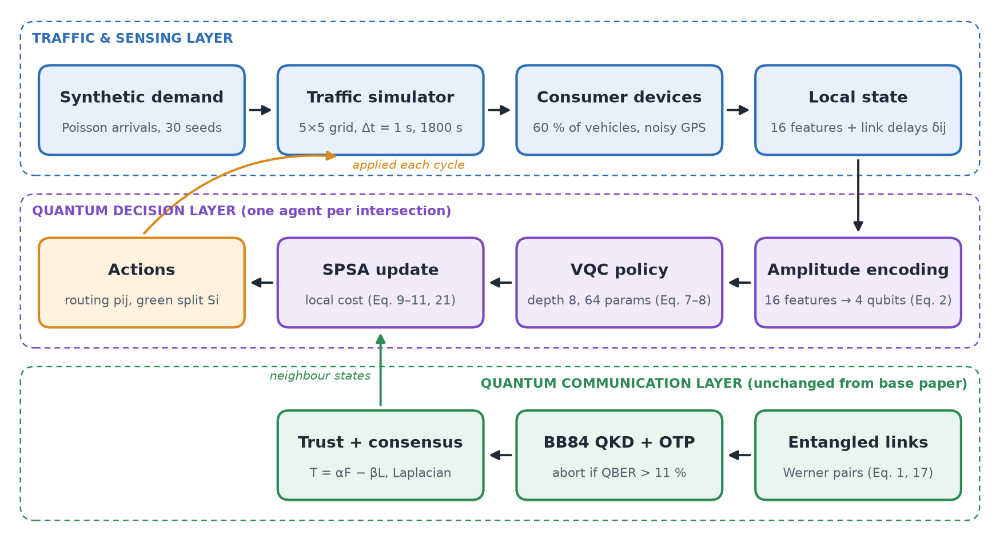 TRAFFIC & SENSING LAYER
Synthetic demand
Poisson arrivals, 30 seeds
Traffic simulator
5×5 grid, Δt = 1 s, 1800 s
Consumer devices
60 % of vehicles, noisy GPS
Local state
16 features + link delays δij
applied each cycle
QUANTUM DECISION LAYER (one agent per intersection)
Actions
routing pij, green split Si
SPSA update
local cost (Eq. 9–11, 21)
VQC policy
depth 8, 64 params (Eq. 7–8)
Amplitude encoding
16 features → 4 qubits (Eq. 2)
neighbour states
QUANTUM COMMUNICATION LAYER (unchanged from base paper)
Trust + consensus
T = αF − βL, Laplacian
BB84 QKD + OTP
abort if QBER > 11 %
Entangled links
Werner pairs (Eq. 1, 17)